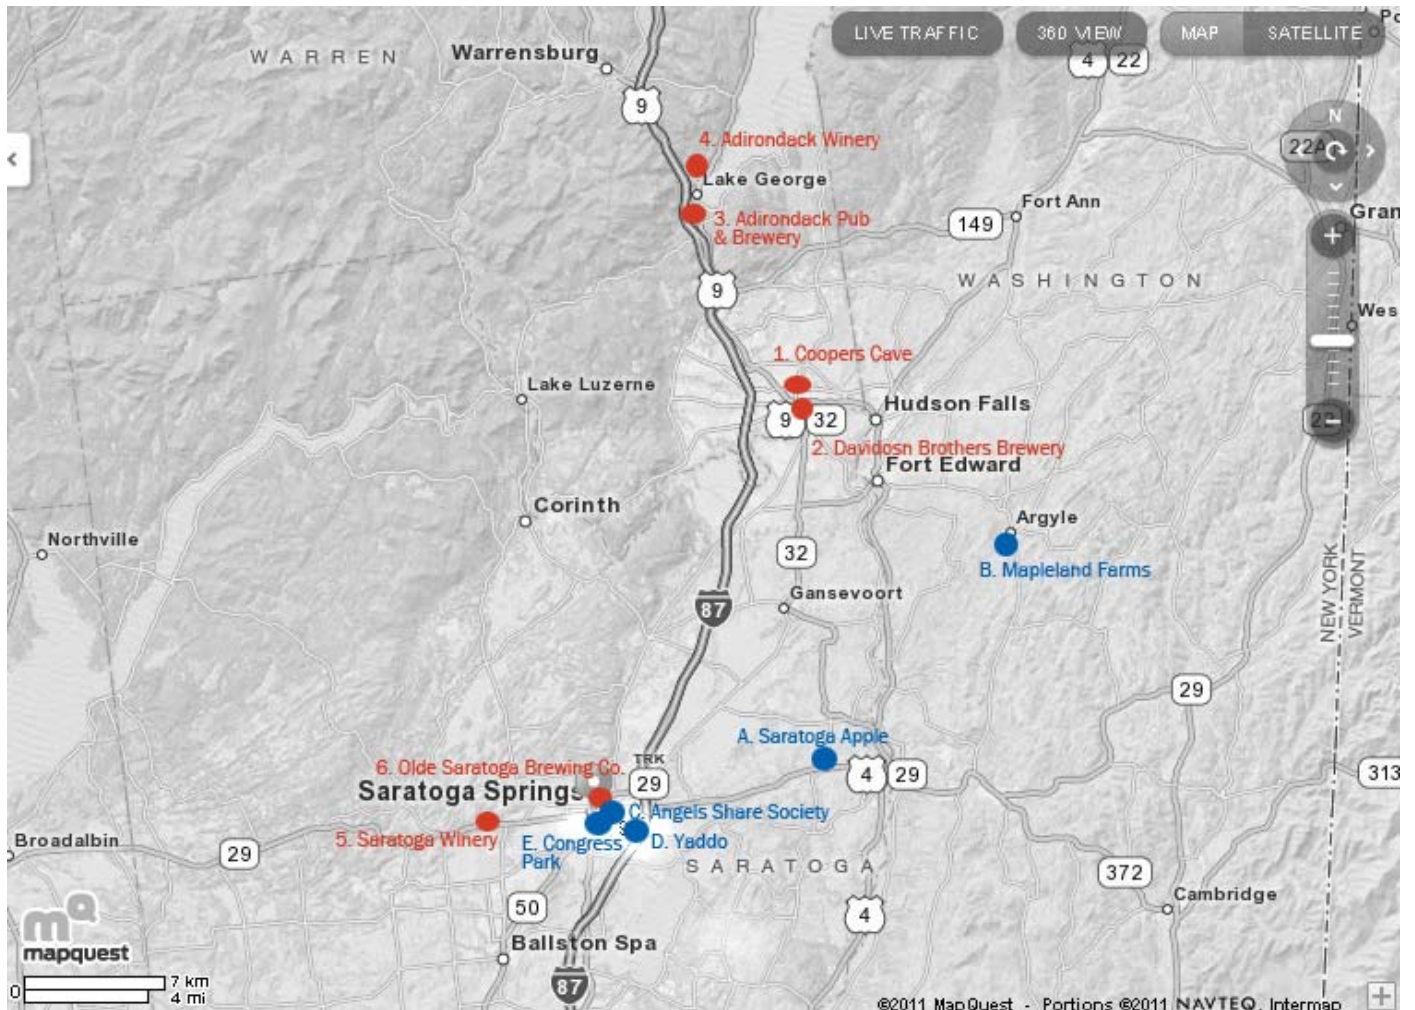 LIVE TRAFFIC
360 VIEW
MAP
SATELLITE
Po
WARREN
Warrensburg
4
22
9
N
4. Adirondack Winery
22A
Lake George
Fort Ann
Gran
3. Adirondack Pub
& Brewery
149
WASHINGTON
9
Wes
1. Coopers Cave
Lake Luzerne
Hudson Falls
9
32
22
2. Davidosn Brothers Brewery
Fort Edward
Corinth
Argyle
Northville
32
B. Mapleland Farms
NEW YORK
VERMONT
Gansevoort
87
29
A. Saratoga Apple
TRK
29
6. Olde Saratoga Brewing Co.
4
29
313
Saratoga Springs
C. Angels Share Society
5. Saratoga Winery
E. Congress
Park
D. Yaddo
Broadalbin
29
SARATOGA
372
Cambridge
50
4
mQ
mapquest
Ballston Spa
87
0
7 km
4 mi
©2011 MapQuest - Portions ©2011 NAVTEQ, Intermap